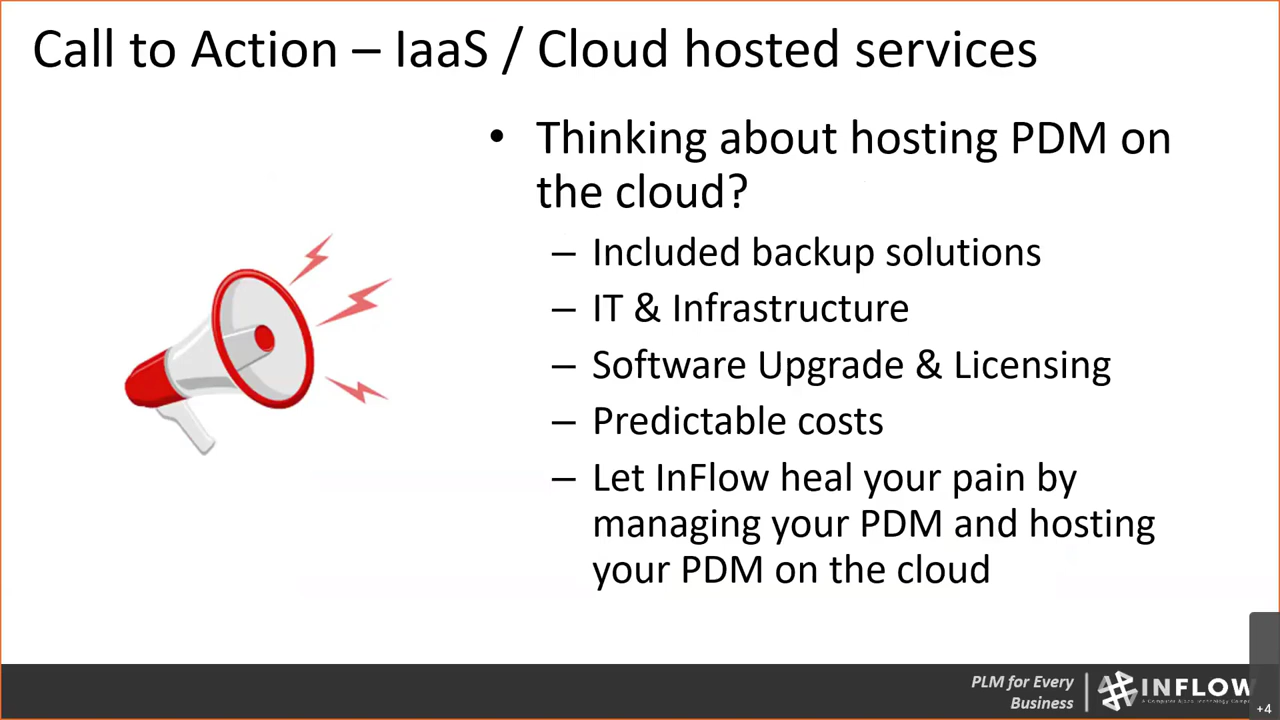 Call to Action – IaaS / Cloud hosted services
• Thinking about hosting PDM on
the cloud?
– Included backup solutions
– IT & Infrastructure
– Software Upgrade & Licensing
– Predictable costs
– Let InFlow heal your pain by
managing your PDM and hosting
your PDM on the cloud
PLM for Every
Business
INFLOW
+4